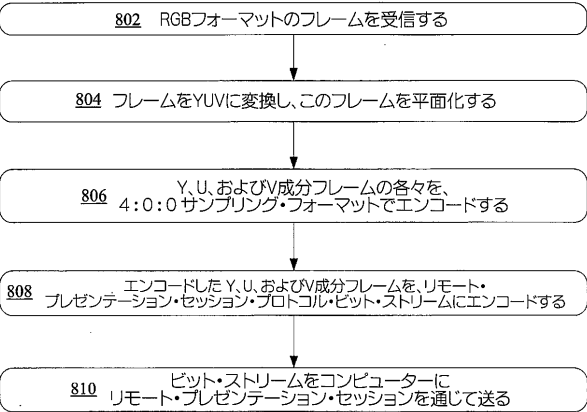 802 RGBフォーマットのフレームを受信する
804 フレームをYUVに変換し、このフレームを平面化する
806 Y、U、およびV成分フレームの各々を、
4:0:0サンプリング・フォーマットでエンコードする
808 エンコードしたY、U、およびV成分フレームを、リモート・
プレゼンテーション・セッション・プロトコル・ビット・ストリームにエンコードする
810 ビット・ストリームをコンピューターに
リモート・プレゼンテーション・セッションを通じて送る